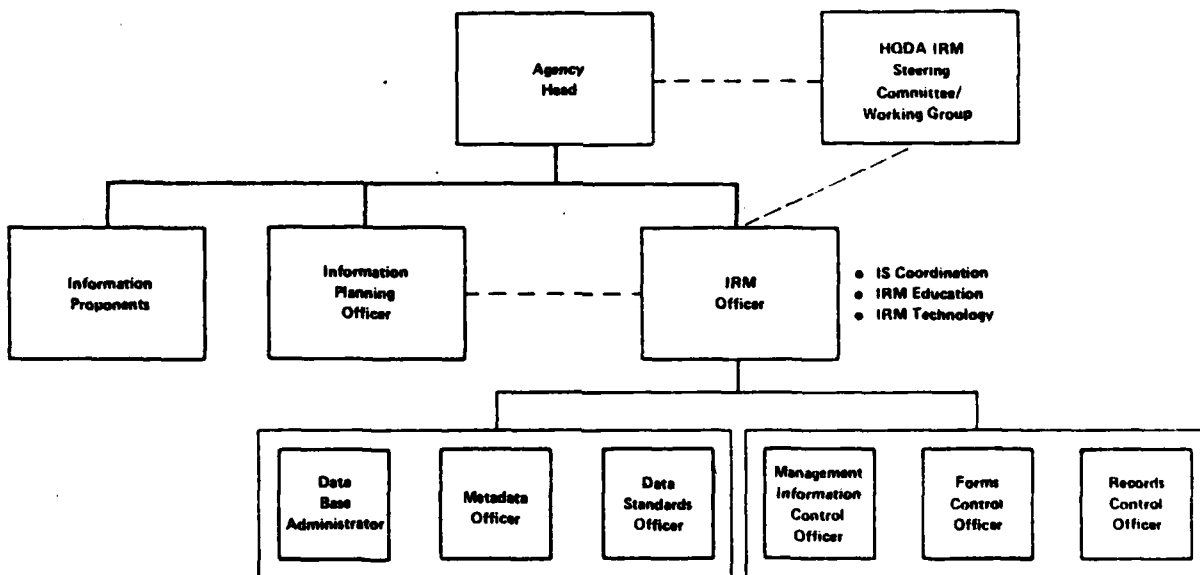 Agency
Head
HQDA IRM
Steering
Committee/
Working Group
Information
Proponents
Information
Planning
Officer
IRM
Officer
● IS Coordination
● IRM Education
● IRM Technology
Data
Base
Administrator
Metadata
Officer
Data
Standards
Officer
Management
Information
Control
Officer
Forms
Control
Officer
Records
Control
Officer